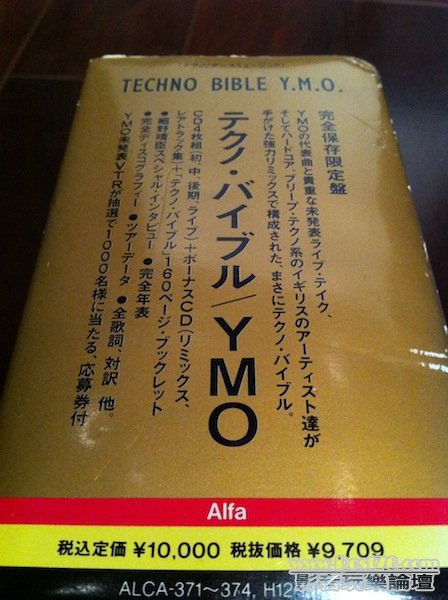 TECHNO BIBLE Y.M.O.
完全保存限定盤
YMOの代表曲と貴重な未発表ライブ・テイク、
そしてハードコア、ブリープ・テクノ系のイギリスのアーティスト達が
手がけた強力リミックスで構成された、まさにテクノ・バイブル。
テクノ・バイブル/YMO
CD4枚組(初、中、後期、ライブ)+ボーナスCD(リミックス、
レアトラック集)+「テクノ・バイブル」160ページ・ブックレット
●細野晴臣スペシャル・インタビュー ●完全年表
●完全ディスコグラフィー ●ツアーデータ ●全歌詞、対訳 他。
YMO未発表VTRが抽選で1000名様に当たる、応募券付
Alfa
税込定価 ¥10,000 税抜価格 ¥9,709
ALCA-371〜374,
影音玩樂論壇